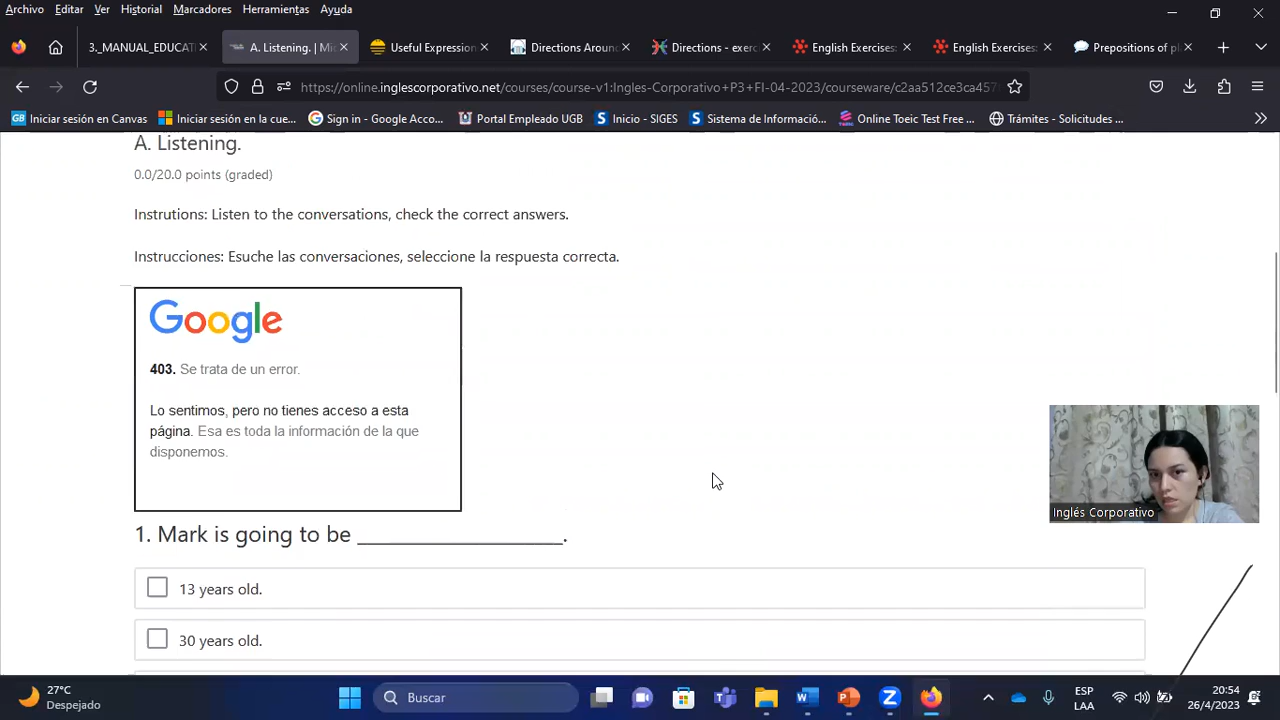 Archivo Editar Ver Historial Marcadores Herramientas Ayuda
3._MANUAL_EDUCATI
A. Listening. | Mic
Useful Expression
Directions Around
Directions - exerc
English Exercises:
English Exercises:
Prepositions of pl
https://online.inglescorporativo.net/courses/course-v1:Ingles-Corporativo+P3+FI-04-2023/courseware/c2aa512ce3ca457
GB Iniciar sesión en Canvas
Iniciar sesión en la cue...
Sign in - Google Acco...
Portal Empleado UGB
S Inicio - SIGES
S Sistema de Informació...
Online Toeic Test Free ...
Trámites - Solicitudes ...
A. Listening.
0.0/20.0 points (graded)
Instrutions: Listen to the conversations, check the correct answers.
Instrucciones: Esuche las conversaciones, seleccione la respuesta correcta.
Google
403. Se trata de un error.
Lo sentimos, pero no tienes acceso a esta
página. Esa es toda la información de la que
disponemos.
Inglés Corporativo
1. Mark is going to be ____________________.
13 years old.
30 years old.
27°C
Despejado
Buscar
ESP
LAA
20:54
26/4/2023